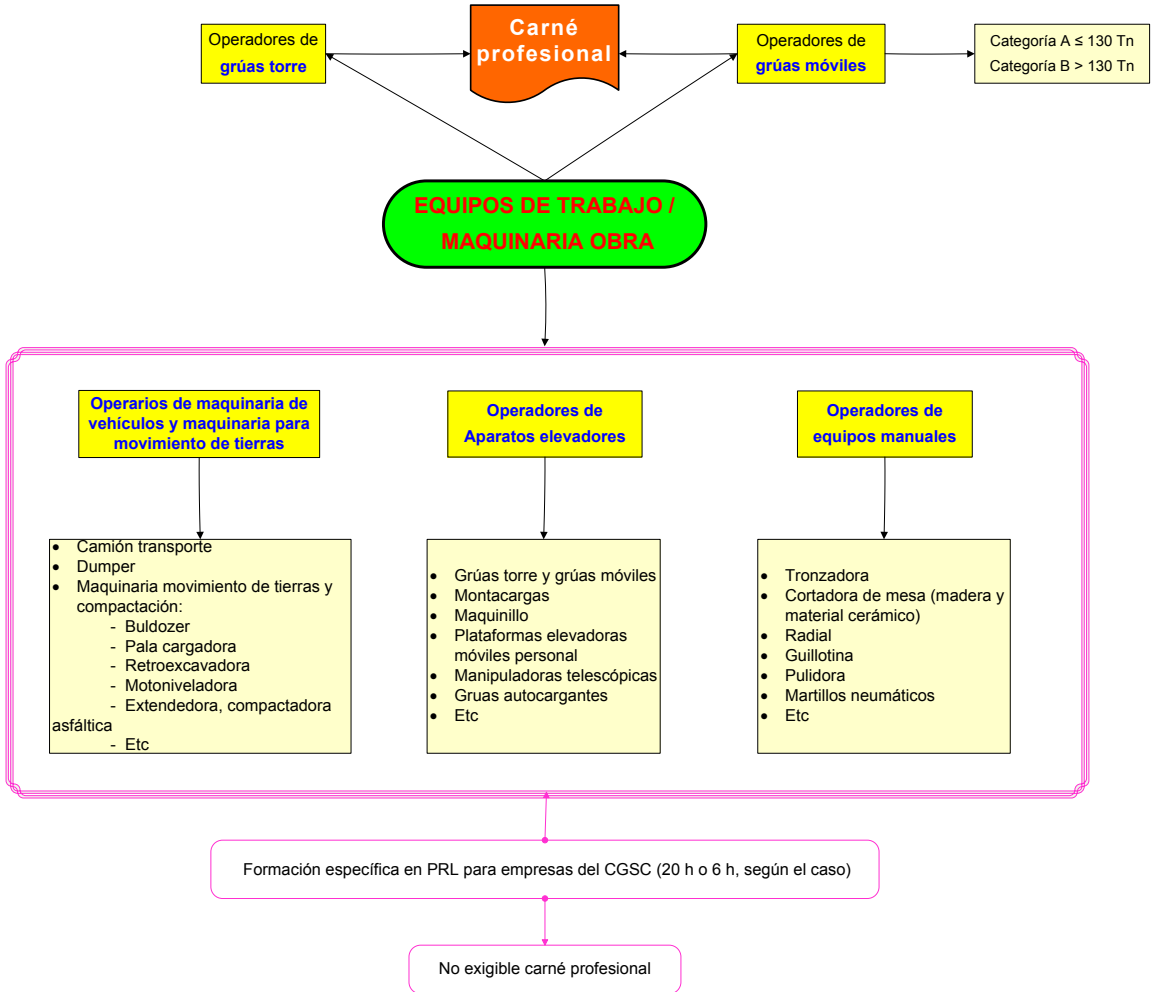 Operadores de
grúas torre
Carné
profesional
Operadores de
grúas móviles
Categoría A ≤ 130 Tn
Categoría B > 130 Tn
EQUIPOS DE TRABAJO /
MAQUINARIA OBRA
Operarios de maquinaria de
vehículos y maquinaria para
movimiento de tierras
Operadores de
Aparatos elevadores
Operadores de
equipos manuales
• Camión transporte
• Dumper
• Maquinaria movimiento de tierras y
compactación:
- Buldozer
- Pala cargadora
- Retroexcavadora
- Motoniveladora
- Extendedora, compactadora
asfáltica
- Etc
• Grúas torre y grúas móviles
• Montacargas
• Maquinillo
• Plataformas elevadoras
móviles personal
• Manipuladoras telescópicas
• Gruas autocargantes
• Etc
• Tronzadora
• Cortadora de mesa (madera y
material cerámico)
• Radial
• Guillotina
• Pulidora
• Martillos neumáticos
• Etc
Formación específica en PRL para empresas del CGSC (20 h o 6 h, según el caso)
No exigible carné profesional